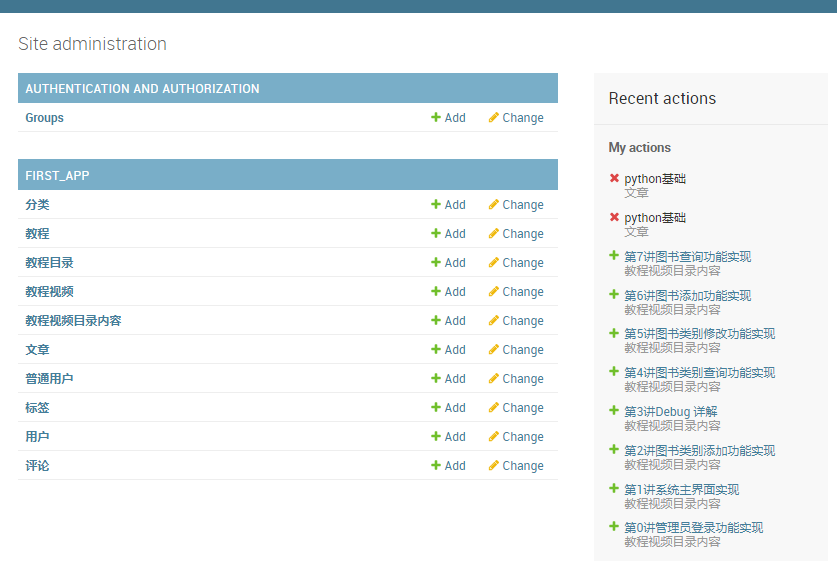 Site administration
AUTHENTICATION AND AUTHORIZATION
Groups Add Change
FIRST_APP
分类 Add Change
教程 Add Change
教程目录 Add Change
教程视频 Add Change
教程视频目录内容 Add Change
文章 Add Change
普通用户 Add Change
标签 Add Change
用户 Add Change
评论 Add Change
Recent actions
My actions
python基础
文章
python基础
文章
第7讲图书查询功能实现
教程视频目录内容
第6讲图书添加功能实现
教程视频目录内容
第5讲图书类别修改功能实现
教程视频目录内容
第4讲图书类别查询功能实现
教程视频目录内容
第3讲Debug 详解
教程视频目录内容
第2讲图书类别添加功能实现
教程视频目录内容
第1讲系统主界面实现
教程视频目录内容
第0讲管理员登录功能实现
教程视频目录内容